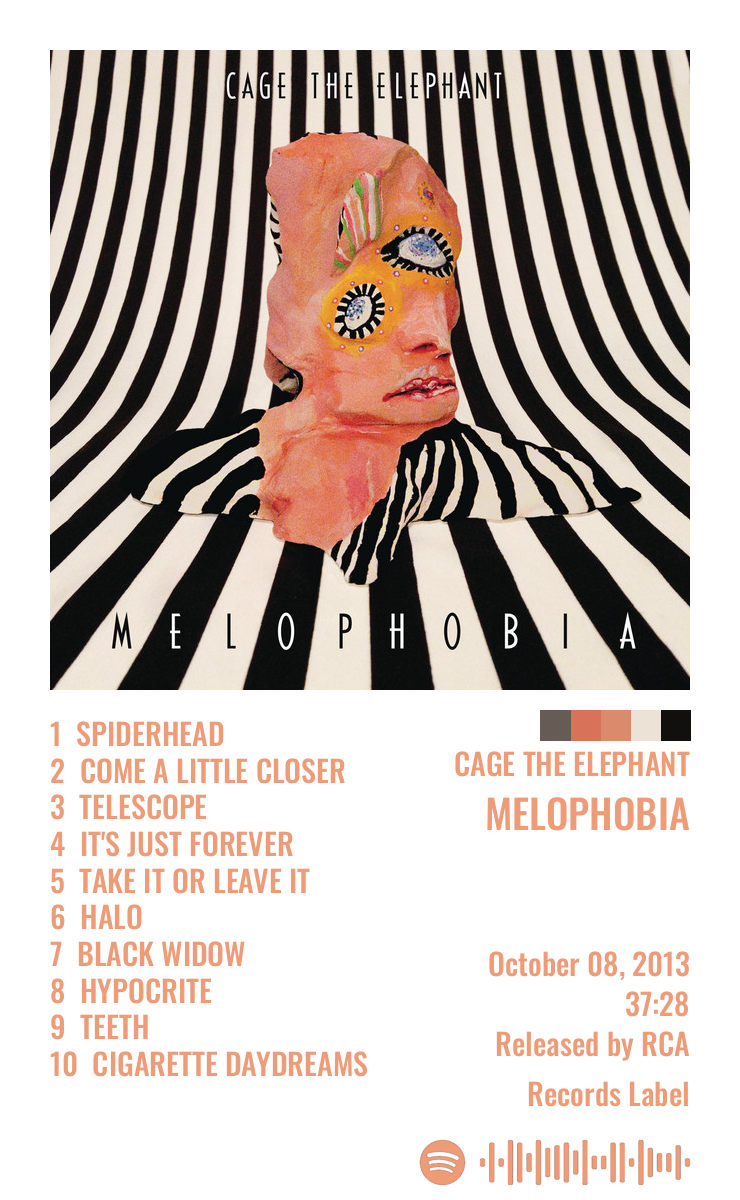 CAGE THE ELEPHANT
MELOPHOBIA
1 SPIDERHEAD
2 COME A LITTLE CLOSER
3 TELESCOPE
4 IT'S JUST FOREVER
5 TAKE IT OR LEAVE IT
6 HALO
7 BLACK WIDOW
8 HYPOCRITE
9 TEETH
10 CIGARETTE DAYDREAMS
CAGE THE ELEPHANT
MELOPHOBIA
October 08, 2013
37:28
Released by RCA
Records Label